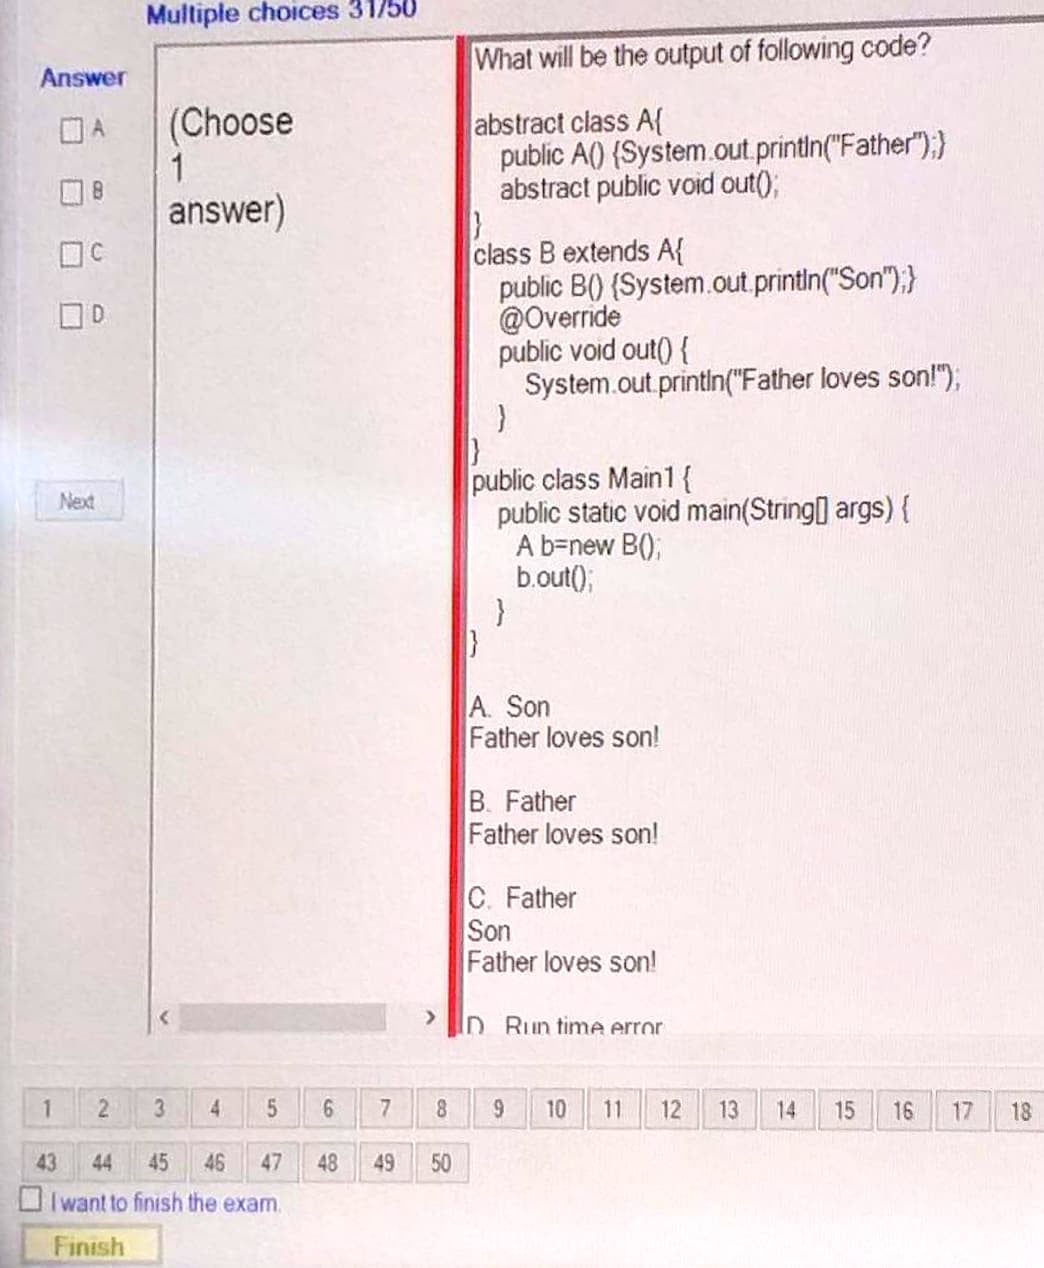 Multiple choices 31/50
Answer
A
B
C
D
(Choose
1
answer)
Next
What will be the output of following code?
abstract class A{
public A() {System.out.println("Father");}
abstract public void out();
}
class B extends A{
public B() {System.out.println("Son");}
@Override
public void out() {
System.out.println("Father loves son!");
}
}
public class Main1 {
public static void main(String[] args) {
A b=new B();
b.out();
}
}
A. Son
Father loves son!
B. Father
Father loves son!
C. Father
Son
Father loves son!
D. Run time error
1 2 3 4 5 6 7 8 9 10 11 12 13 14 15 16 17 18
43 44 45 46 47 48 49 50
I want to finish the exam.
Finish